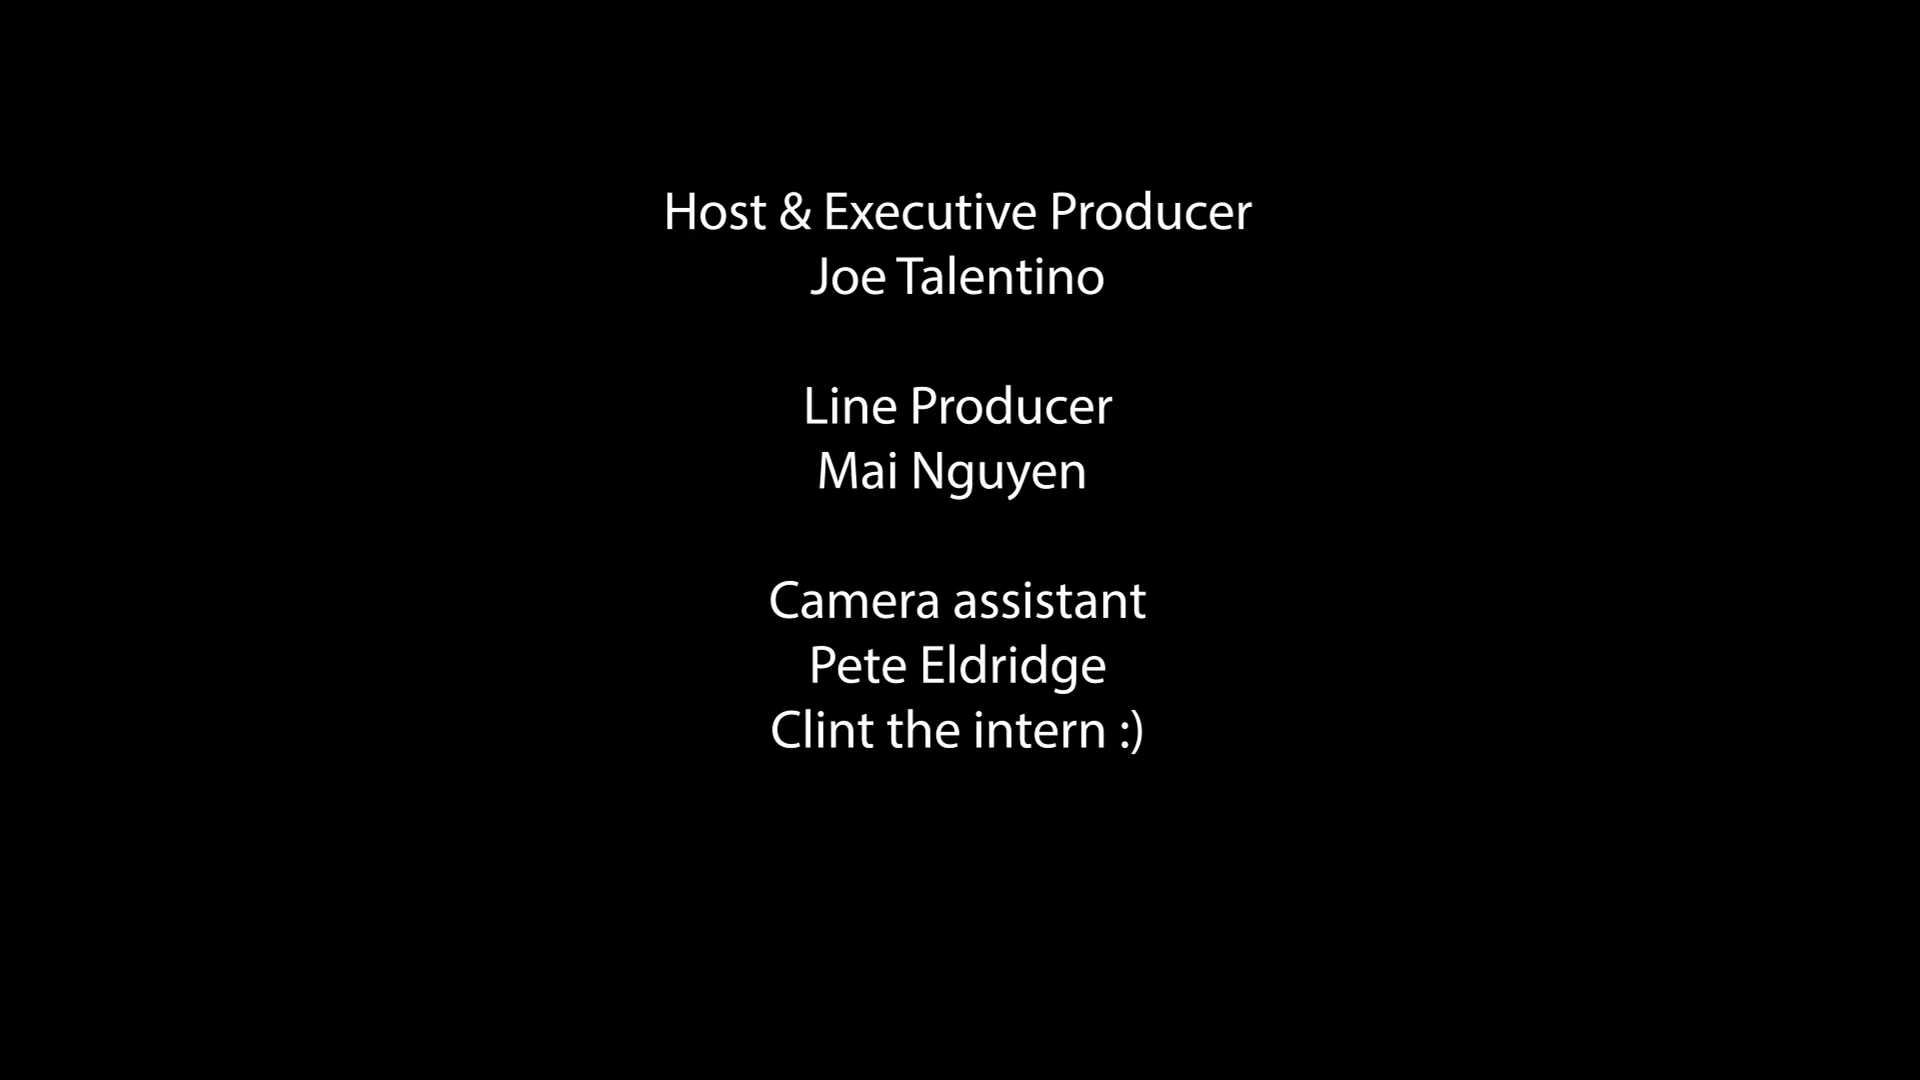 Host & Executive Producer
Joe Talentino
Line Producer
Mai Nguyen
Camera assistant
Pete Eldridge
Clint the intern :)